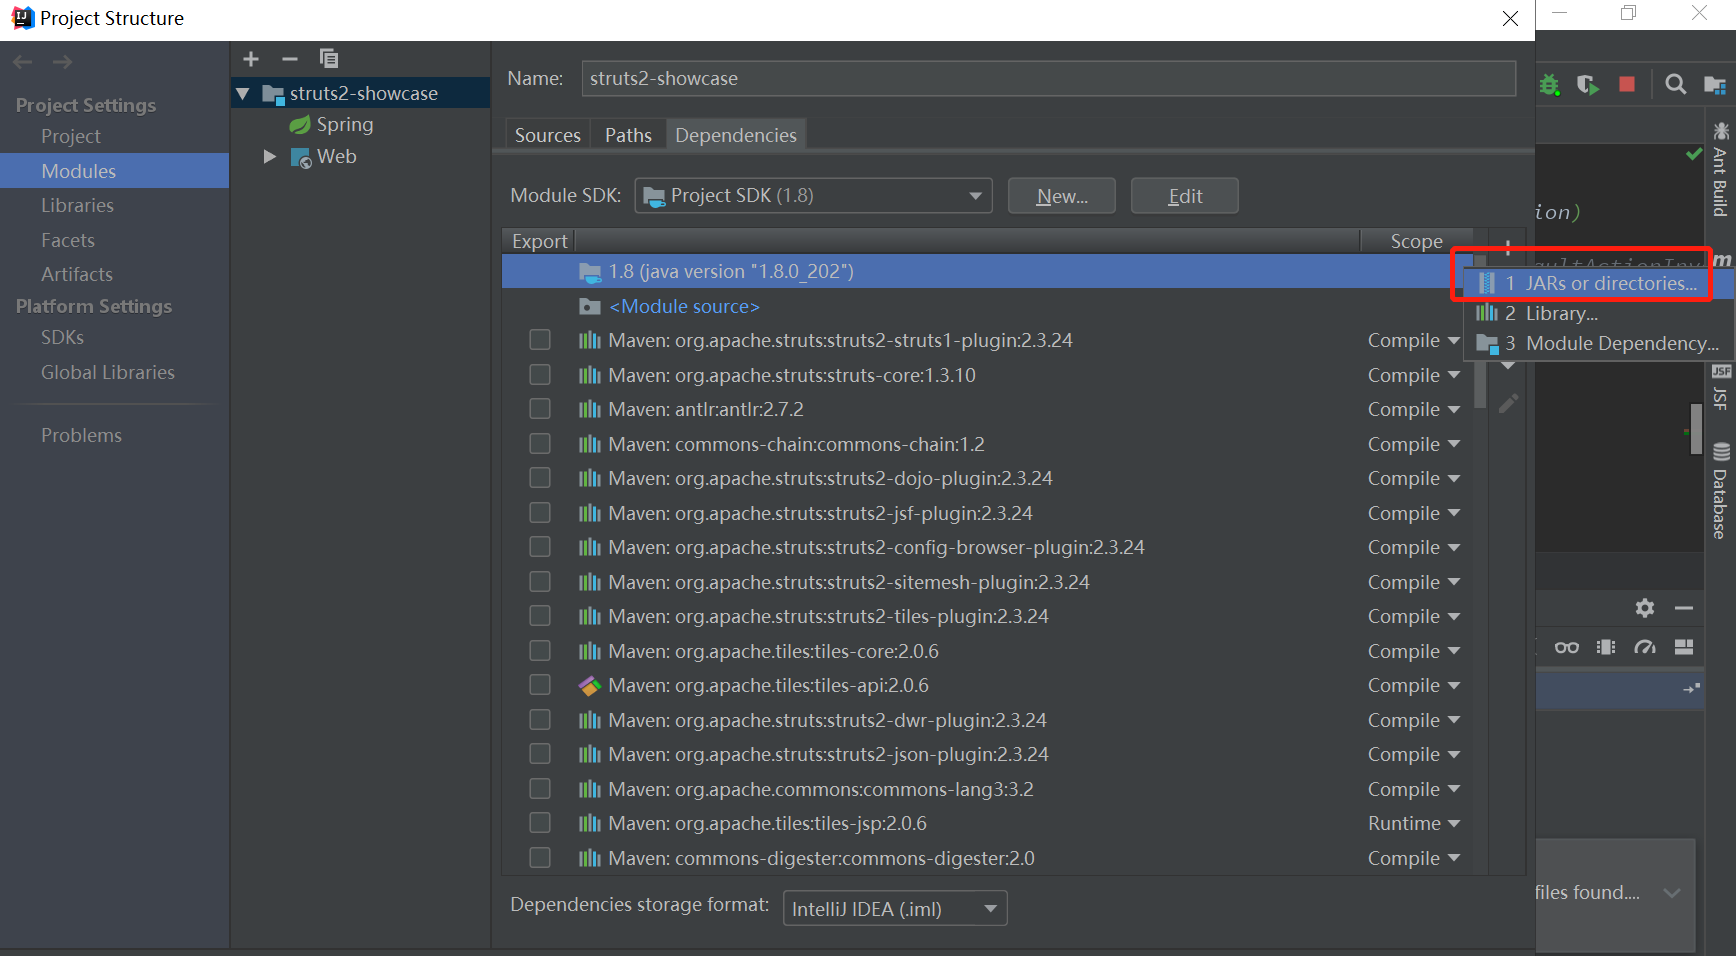 Project Structure
Project Settings
Project
Modules
Libraries
Facets
Artifacts
Platform Settings
SDKs
Global Libraries
Problems
struts2-showcase
Spring
Web
Name:
struts2-showcase
Sources
Paths
Dependencies
Module SDK:
Project SDK (1.8)
New...
Edit
Export
Scope
1.8 (java version "1.8.0_202")
<Module source>
Maven: org.apache.struts:struts2-struts1-plugin:2.3.24 Compile
Maven: org.apache.struts:struts-core:1.3.10 Compile
Maven: antlr:antlr:2.7.2 Compile
Maven: commons-chain:commons-chain:1.2 Compile
Maven: org.apache.struts:struts2-dojo-plugin:2.3.24 Compile
Maven: org.apache.struts:struts2-jsf-plugin:2.3.24 Compile
Maven: org.apache.struts:struts2-config-browser-plugin:2.3.24 Compile
Maven: org.apache.struts:struts2-sitemesh-plugin:2.3.24 Compile
Maven: org.apache.struts:struts2-tiles-plugin:2.3.24 Compile
Maven: org.apache.tiles:tiles-core:2.0.6 Compile
Maven: org.apache.tiles:tiles-api:2.0.6 Compile
Maven: org.apache.struts:struts2-dwr-plugin:2.3.24 Compile
Maven: org.apache.struts:struts2-json-plugin:2.3.24 Compile
Maven: org.apache.commons:commons-lang3:3.2 Compile
Maven: org.apache.tiles:tiles-jsp:2.0.6 Runtime
Maven: commons-digester:commons-digester:2.0 Compile
Dependencies storage format:
IntelliJ IDEA (.iml)
1 JARs or directories...
2 Library...
3 Module Dependency...
ion)
Ant Build
m
JSF
JSF
Database
files found....